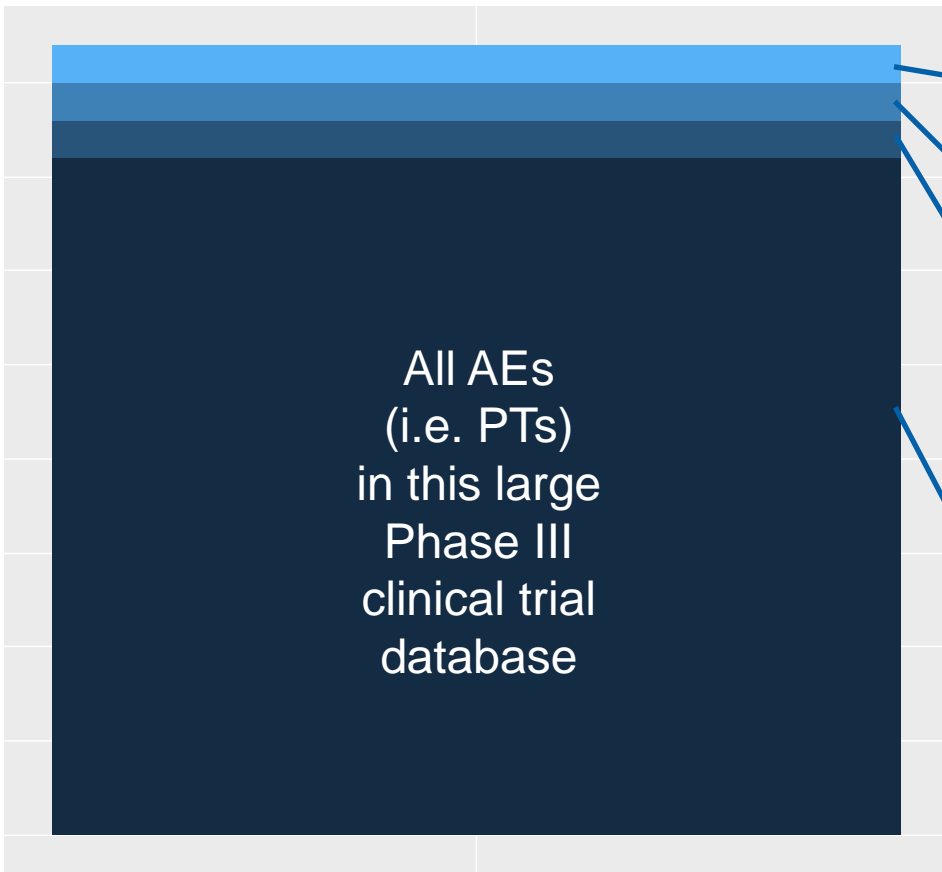 All AEs
(i.e. PTs)
in this large
Phase III
clinical trial
database